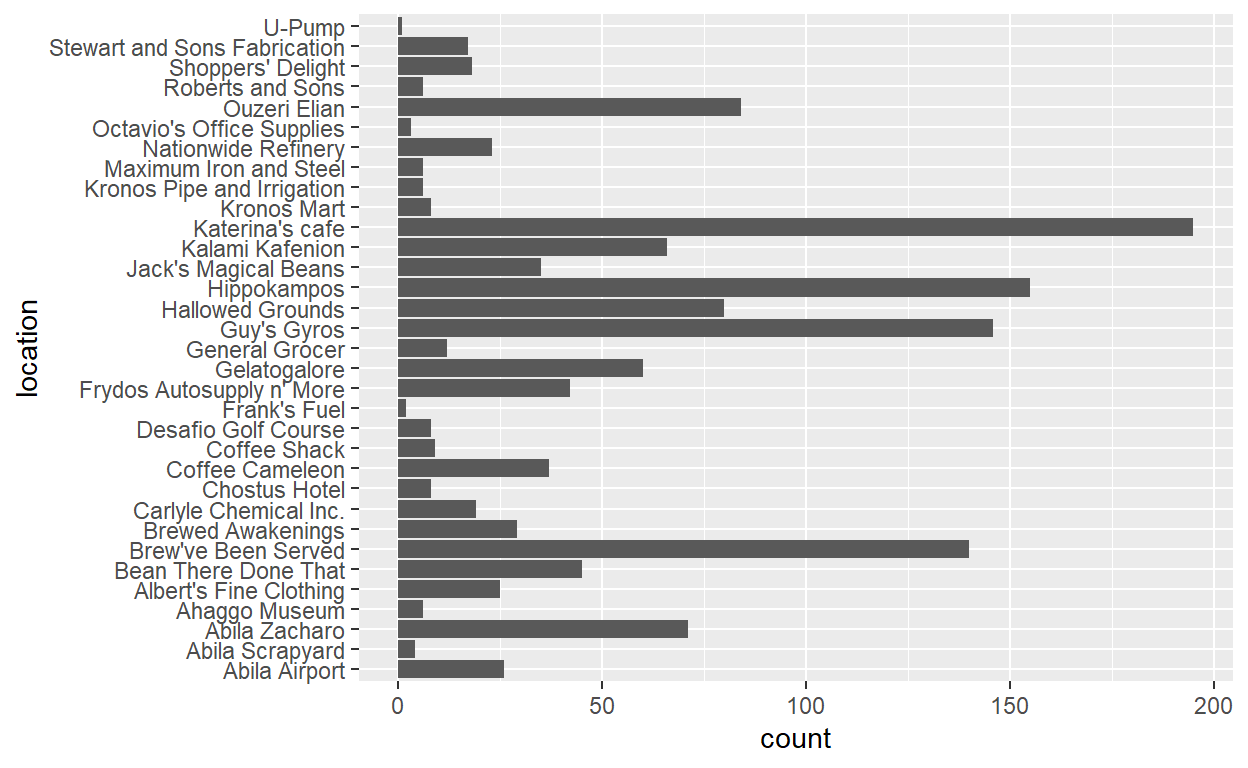 U-Pump
Stewart and Sons Fabrication
Shoppers' Delight
Roberts and Sons
Ouzeri Elian
Octavio's Office Supplies
Nationwide Refinery
Maximum Iron and Steel
Kronos Pipe and Irrigation
Kronos Mart
Katerina's cafe
Kalami Kafenion
Jack's Magical Beans
Hippokampos
Hallowed Grounds
Guy's Gyros
General Grocer
Gelatogalore
Frydos Autosupply n' More
Frank's Fuel
Desafio Golf Course
Coffee Shack
Coffee Cameleon
Chostus Hotel
Carlyle Chemical Inc.
Brewed Awakenings
Brew've Been Served
Bean There Done That
Albert's Fine Clothing
Ahaggo Museum
Abila Zacharo
Abila Scrapyard
Abila Airport
location
0 50 100 150 200
count